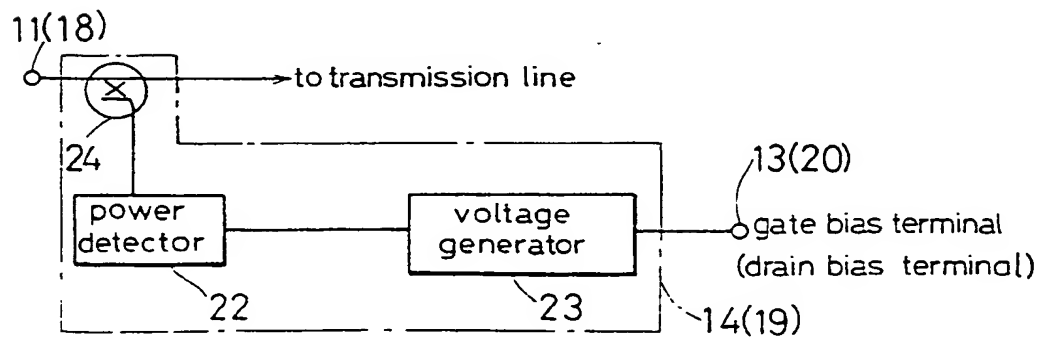 11(18)
to transmission line
24
13(20)
power
detector
voltage
generator
gate bias terminal
(drain bias terminal)
22
23
14(19)